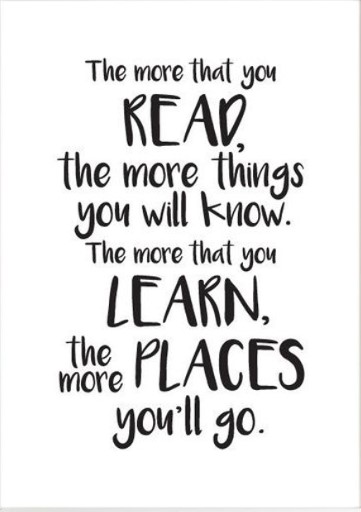 The more that you
READ,
the more things
you will know.
The more that you
LEARN,
the more PLACES
you'll go.